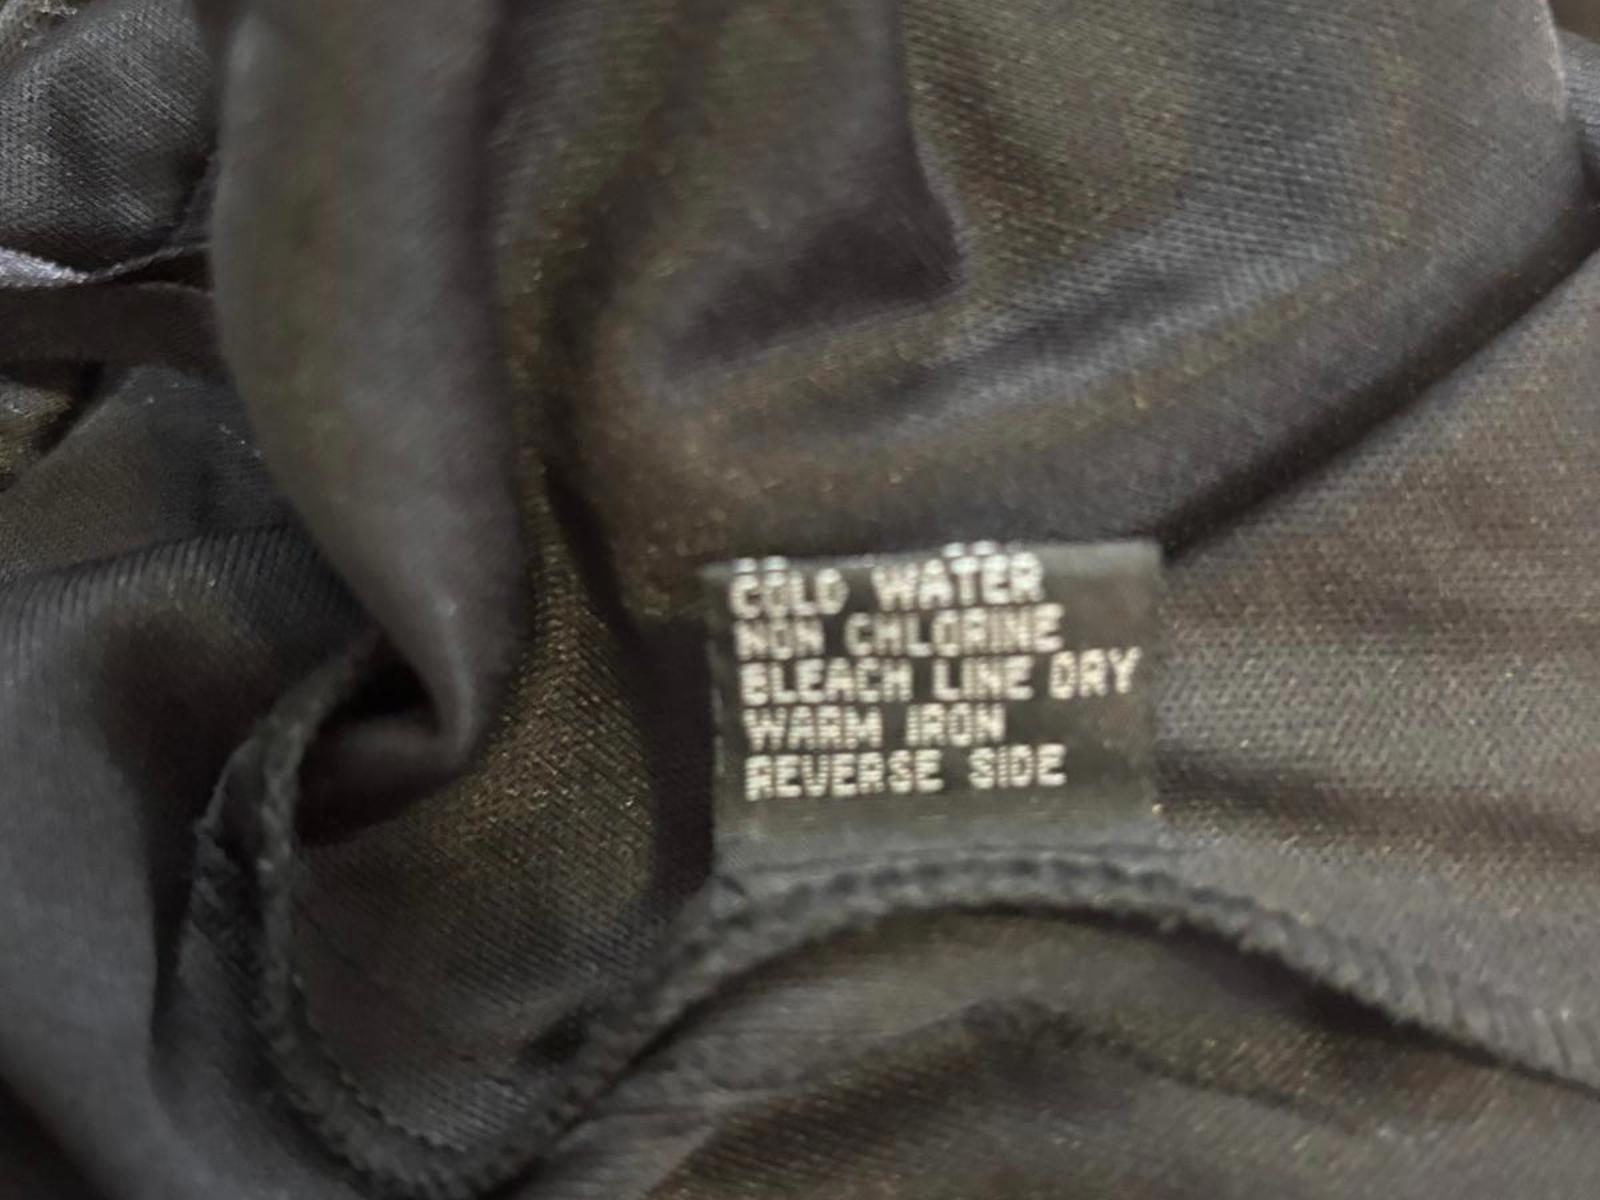 COLD WATER
NON CHLORINE
BLEACH LINE DRY
WARM IRON
REVERSE SIDE